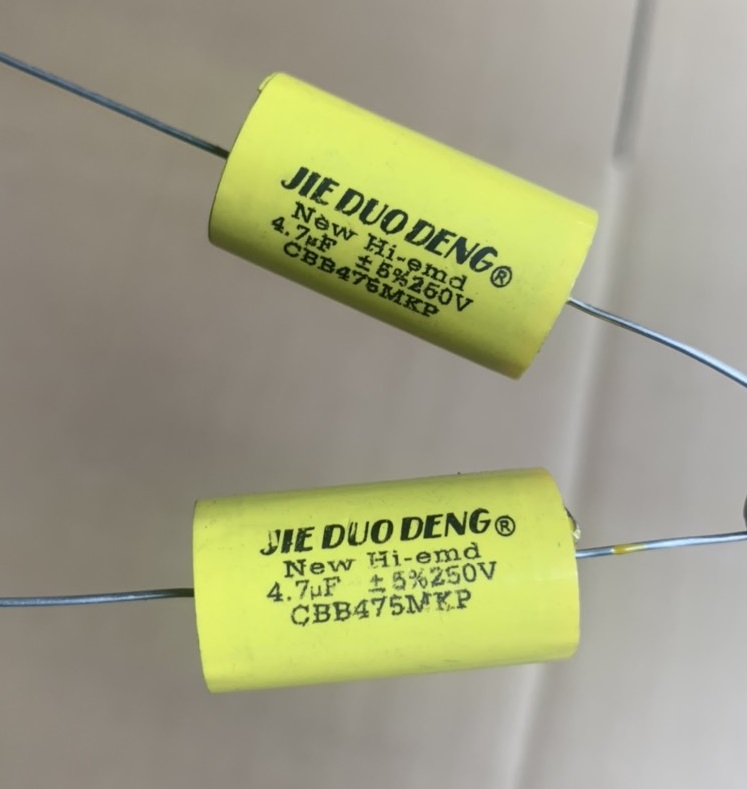 JIE DUO DENG®
New Hi-emd
4.7µF ±5%250V
CBB475MKP
JIE DUO DENG®
New Hi-emd
4.7µF ±5%250V
CBB475MKP